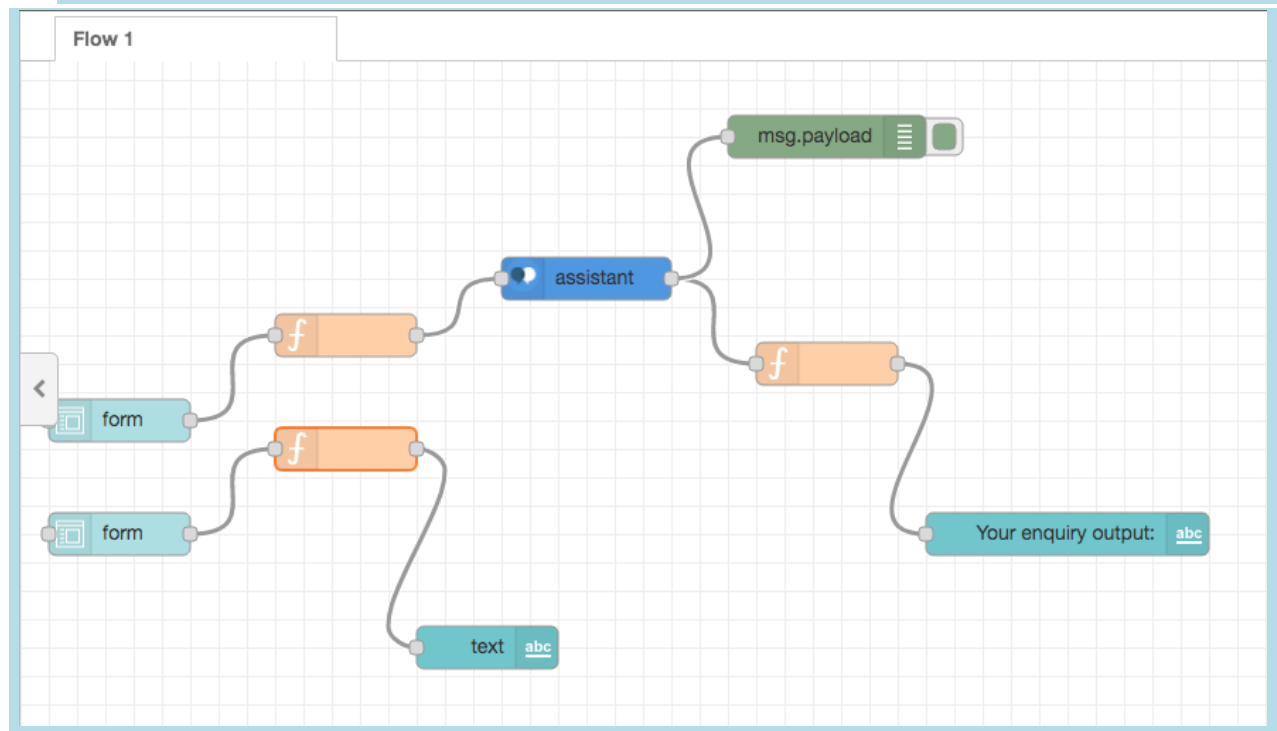 Flow 1
msg.payload
assistant
form
form
Your enquiry output:
abc
text
abc